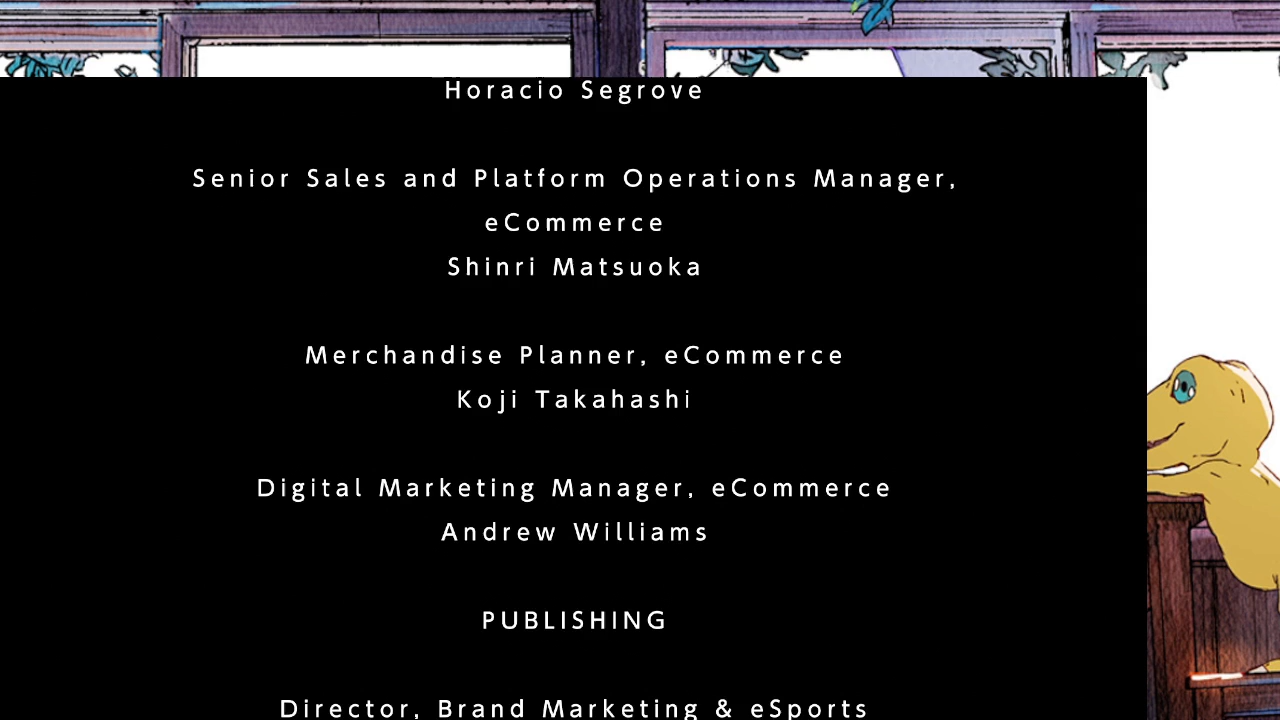 Horacio Segrove
Senior Sales and Platform Operations Manager,
eCommerce
Shinri Matsuoka
Merchandise Planner, eCommerce
Koji Takahashi
Digital Marketing Manager, eCommerce
Andrew Williams
PUBLISHING
Director, Brand Marketing & eSports